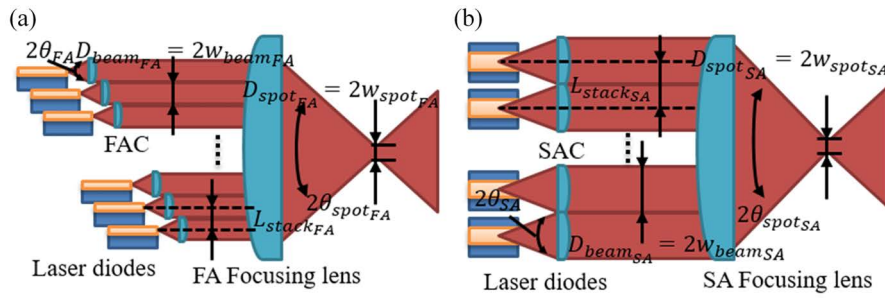 (a)
2θ_FA
D_beam_FA = 2w_beam_FA
D_spot_FA = 2w_spot_FA
FAC
2θ_spot_FA
L_stack_FA
Laser diodes
FA Focusing lens
(b)
D_spot_SA = 2w_spot_SA
L_stack_SA
SAC
2θ_SA
2θ_spot_SA
D_beam_SA = 2w_beam_SA
Laser diodes
SA Focusing lens